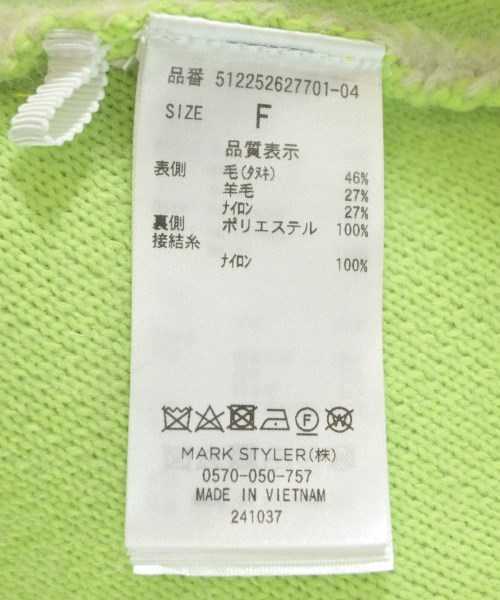 品番 512252627701-04
SIZE F
品質表示
表側 毛(タヌキ) 46%
羊毛 27%
ナイロン 27%
裏側 ポリエステル 100%
接結糸
ナイロン 100%
F W
MARK STYLER(株)
0570-050-757
MADE IN VIETNAM
241037